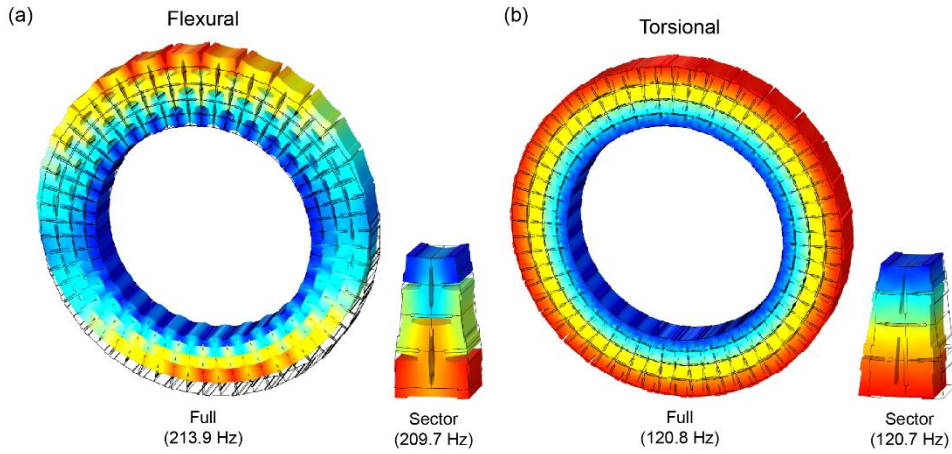 (a)
Flexural
Full
(213.9 Hz)
Sector
(209.7 Hz)
(b)
Torsional
Full
(120.8 Hz)
Sector
(120.7 Hz)